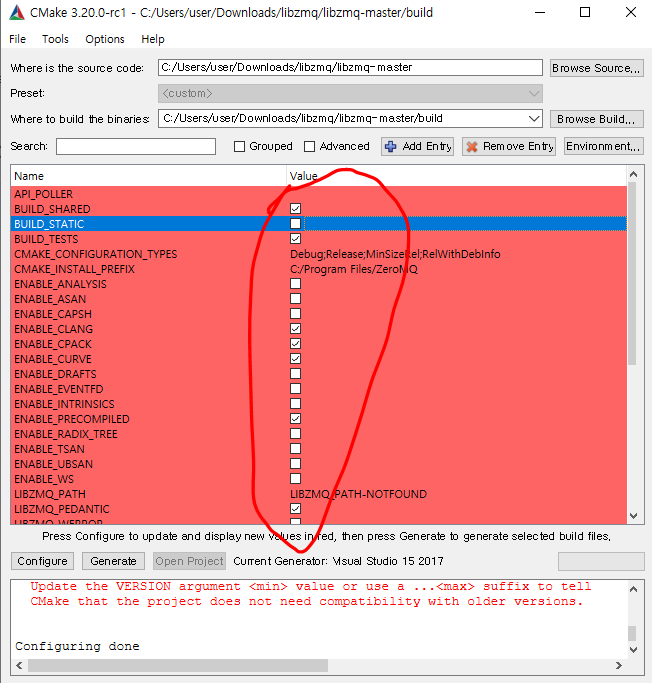 CMake 3.20.0-rc1 - C:/Users/user/Downloads/libzmq/libzmq-master/build
File Tools Options Help
Where is the source code: C:/Users/user/Downloads/libzmq/libzmq-master Browse Source...
Preset: <custom>
Where to build the binaries: C:/Users/user/Downloads/libzmq/libzmq-master/build Browse Build...
Search: Grouped Advanced Add Entry Remove Entry Environment...
Name Value
API_POLLER
BUILD_SHARED
BUILD_STATIC
BUILD_TESTS
CMAKE_CONFIGURATION_TYPES Debug;Release;MinSizeRel;RelWithDebInfo
CMAKE_INSTALL_PREFIX C:/Program Files/ZeroMQ
ENABLE_ANALYSIS
ENABLE_ASAN
ENABLE_CAPSH
ENABLE_CLANG
ENABLE_CPACK
ENABLE_CURVE
ENABLE_DRAFTS
ENABLE_EVENTFD
ENABLE_INTRINSICS
ENABLE_PRECOMPILED
ENABLE_RADIX_TREE
ENABLE_TSAN
ENABLE_UBSAN
ENABLE_WS
LIBZMQ_PATH LIBZMQ_PATH-NOTFOUND
LIBZMQ_PEDANTIC
LIBZMQ_WERROR
Press Configure to update and display new values in red, then press Generate to generate selected build files.
Configure Generate Open Project Current Generator: Visual Studio 15 2017
Update the VERSION argument <min> value or use a ...<max> suffix to tell
CMake that the project does not need compatibility with older versions.
Configuring done